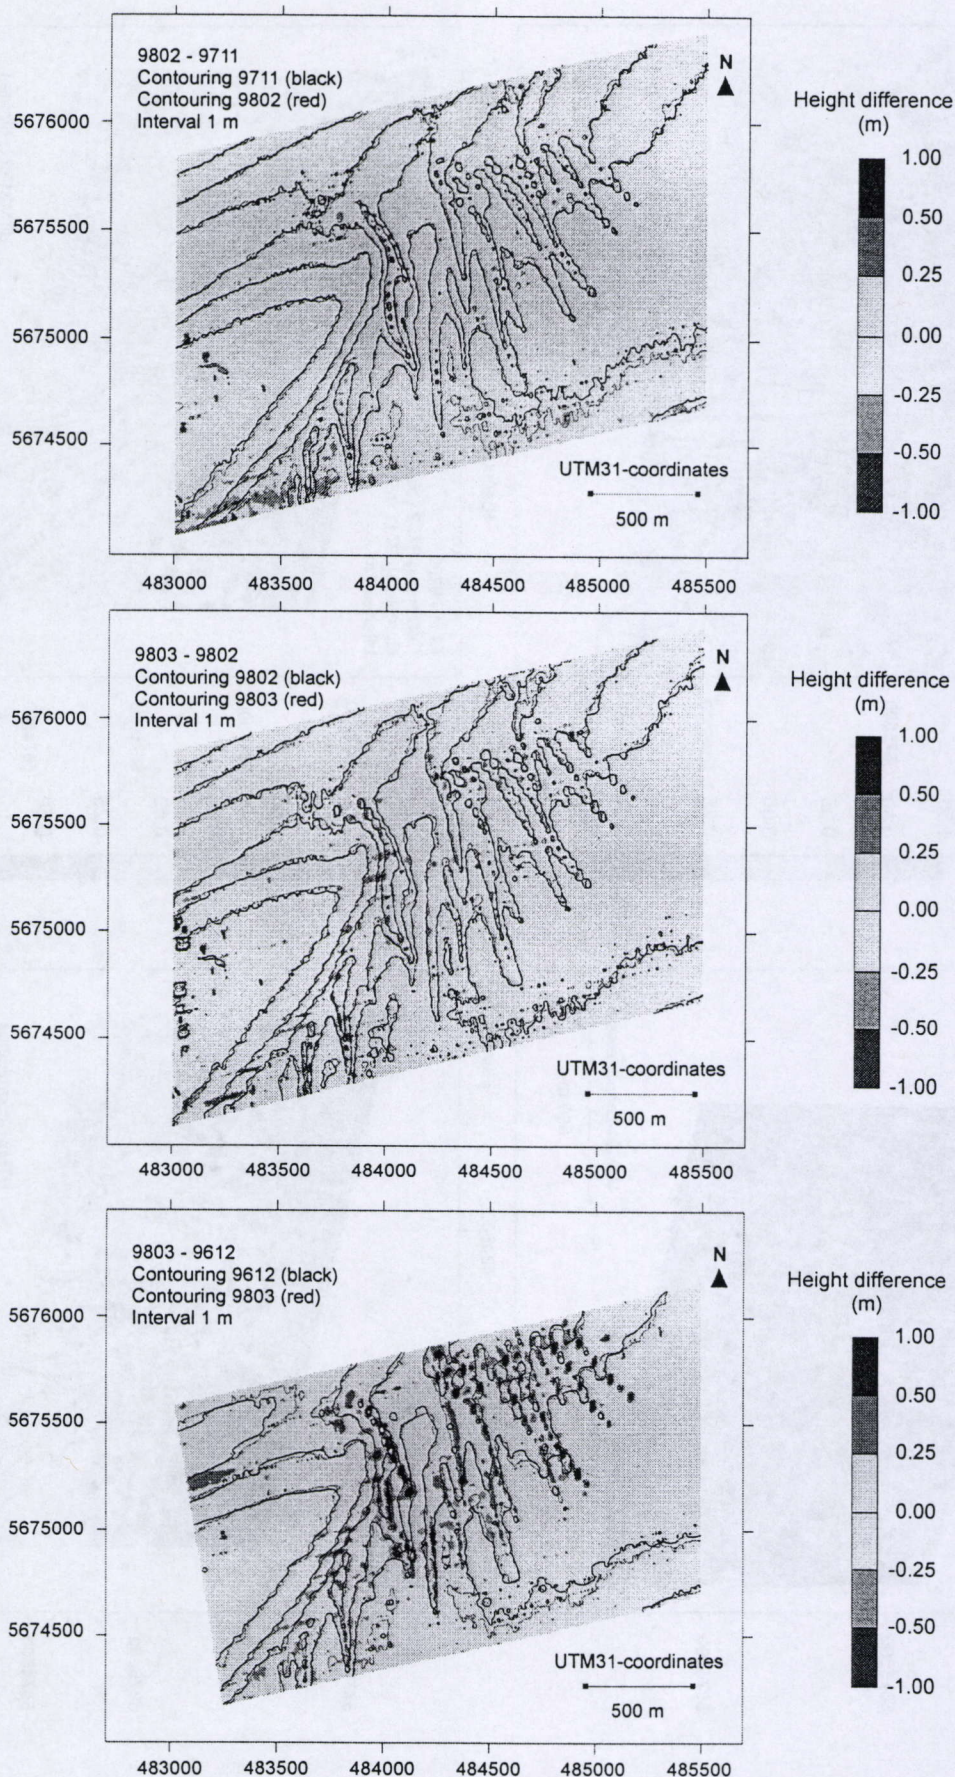 9802 - 9711
Contouring 9711 (black)
Contouring 9802 (red)
Interval 1 m
N
Height difference
(m)
1.00
0.50
0.25
0.00
-0.25
-0.50
-1.00
5676000
5675500
5675000
5674500
UTM31-coordinates
500 m
483000 483500 484000 484500 485000 485500
9803 - 9802
Contouring 9802 (black)
Contouring 9803 (red)
Interval 1 m
N
Height difference
(m)
1.00
0.50
0.25
0.00
-0.25
-0.50
-1.00
5676000
5675500
5675000
5674500
UTM31-coordinates
500 m
483000 483500 484000 484500 485000 485500
9803 - 9612
Contouring 9612 (black)
Contouring 9803 (red)
Interval 1 m
N
Height difference
(m)
1.00
0.50
0.25
0.00
-0.25
-0.50
-1.00
5676000
5675500
5675000
5674500
UTM31-coordinates
500 m
483000 483500 484000 484500 485000 485500